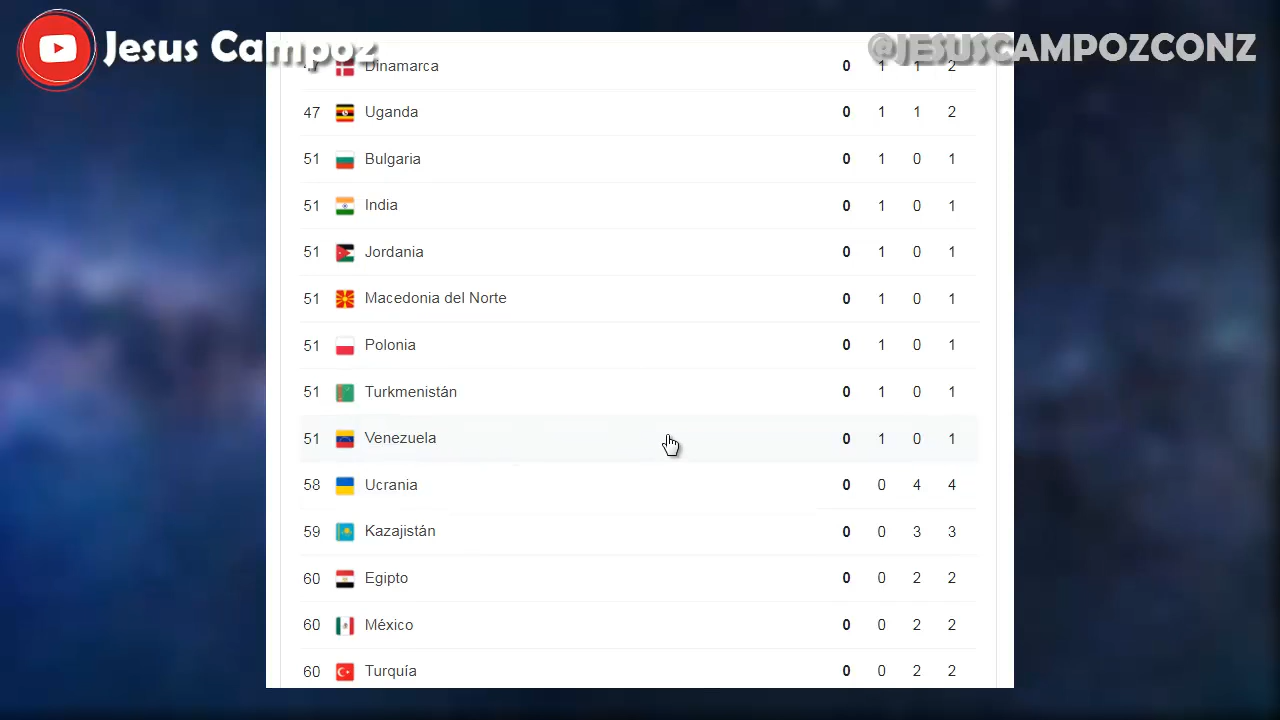 Jesus Campoz
@JESUSCAMPOZCONZ
47 Dinamarca 0 1 1 2
47 Uganda 0 1 1 2
51 Bulgaria 0 1 0 1
51 India 0 1 0 1
51 Jordania 0 1 0 1
51 Macedonia del Norte 0 1 0 1
51 Polonia 0 1 0 1
51 Turkmenistán 0 1 0 1
51 Venezuela 0 1 0 1
58 Ucrania 0 0 4 4
59 Kazajistán 0 0 3 3
60 Egipto 0 0 2 2
60 México 0 0 2 2
60 Turquía 0 0 2 2